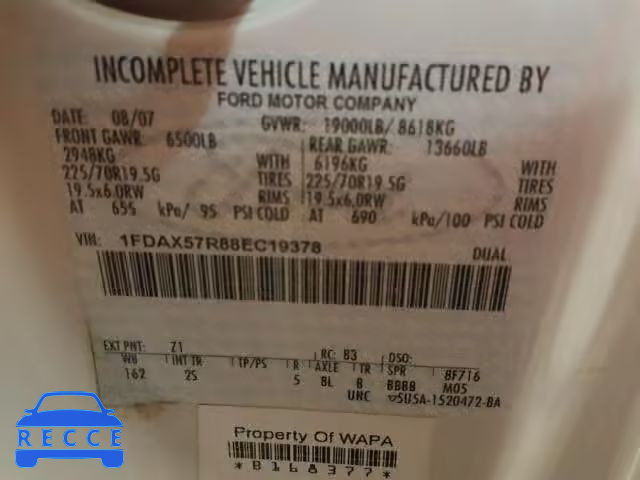 INCOMPLETE VEHICLE MANUFACTURED BY
FORD MOTOR COMPANY
DATE: 08/07 GVWR: 19000LB/ 8618KG
FRONT GAWR: 6500LB REAR GAWR: 13660LB
2948KG WITH 6196KG WITH
225/70R19.5G TIRES 225/70R19.5G TIRES
19.5x6.0RW RIMS 19.5x6.0RW RIMS
AT 655 kPa/ 95 PSI COLD AT 690 kPa/100 PSI COLD
VIN: 1FDAX57R88EC19378 DUAL
EXT PNT: Z1 RC: B3 DSO:
WB INT TR TP/PS R AXLE TR SPR 8F716
162 2S 5 8L B BBBB M05
UNC ▽5U5A-1520472-BA
Property Of WAPA
*B168377*
RECCE